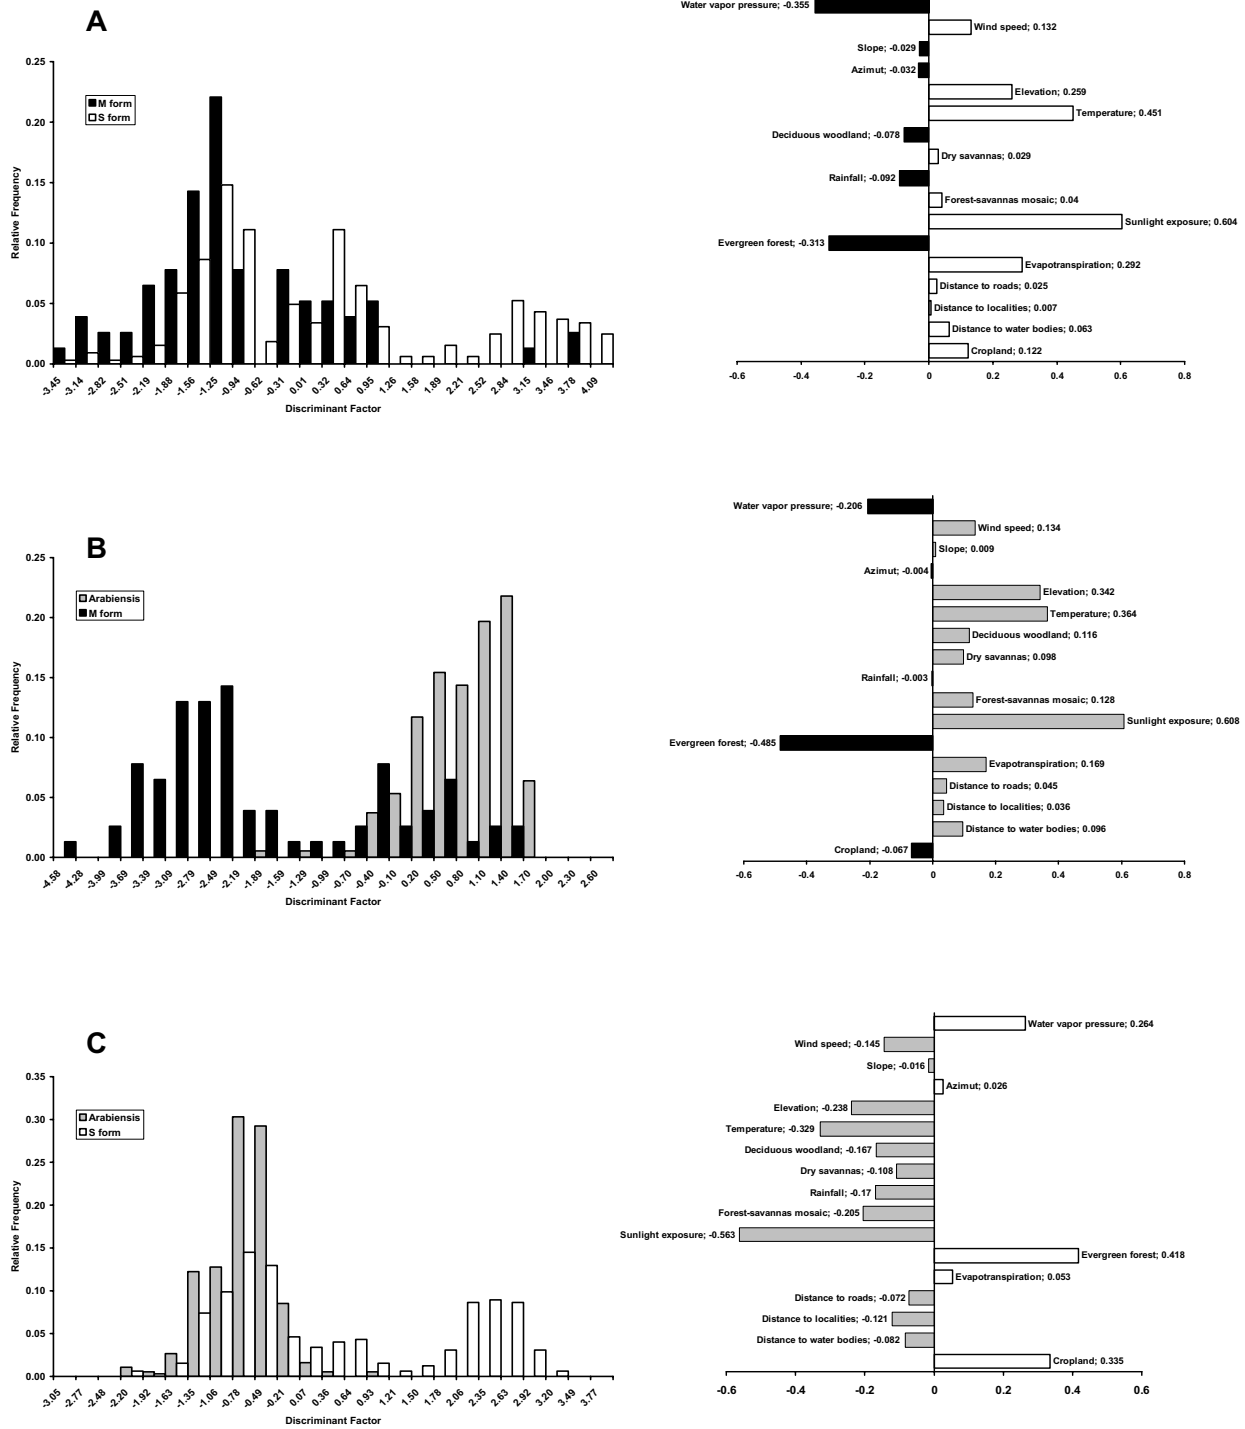 A
M form
S form
Relative Frequency
0.25
0.20
0.15
0.10
0.05
0.00
-3.45 -3.14 -2.82 -2.51 -2.19 -1.88 -1.56 -1.25 -0.94 -0.62 -0.31 0.01 0.32 0.64 0.95 1.26 1.58 1.89 2.21 2.52 2.84 3.15 3.46 3.78 4.09
Discriminant Factor
Water vapor pressure; -0.355
Wind speed; 0.132
Slope; -0.029
Azimut; -0.032
Elevation; 0.259
Temperature; 0.451
Deciduous woodland; -0.078
Dry savannas; 0.029
Rainfall; -0.092
Forest-savannas mosaic; 0.04
Sunlight exposure; 0.604
Evergreen forest; -0.313
Evapotranspiration; 0.292
Distance to roads; 0.025
Distance to localities; 0.007
Distance to water bodies; 0.063
Cropland; 0.122
-0.6 -0.4 -0.2 0 0.2 0.4 0.6 0.8
B
Arabiensis
M form
Relative Frequency
0.25
0.20
0.15
0.10
0.05
0.00
-4.58 -4.28 -3.99 -3.69 -3.39 -3.09 -2.79 -2.49 -2.19 -1.89 -1.59 -1.29 -0.99 -0.70 -0.40 -0.10 0.20 0.50 0.80 1.10 1.40 1.70 2.00 2.30 2.60
Discriminant Factor
Water vapor pressure; -0.206
Wind speed; 0.134
Slope; 0.009
Azimut; -0.004
Elevation; 0.342
Temperature; 0.364
Deciduous woodland; 0.116
Dry savannas; 0.098
Rainfall; -0.003
Forest-savannas mosaic; 0.128
Sunlight exposure; 0.608
Evergreen forest; -0.485
Evapotranspiration; 0.169
Distance to roads; 0.045
Distance to localities; 0.036
Distance to water bodies; 0.096
Cropland; -0.067
-0.6 -0.4 -0.2 0 0.2 0.4 0.6 0.8
C
Arabiensis
S form
Relative Frequency
0.35
0.30
0.25
0.20
0.15
0.10
0.05
0.00
-3.05 -2.77 -2.48 -2.20 -1.92 -1.63 -1.35 -1.06 -0.78 -0.49 -0.21 0.07 0.36 0.64 0.93 1.21 1.50 1.78 2.06 2.35 2.63 2.92 3.20 3.49 3.77
Discriminant Factor
Water vapor pressure; 0.264
Wind speed; -0.145
Slope; -0.016
Azimut; 0.026
Elevation; -0.238
Temperature; -0.329
Deciduous woodland; -0.167
Dry savannas; -0.108
Rainfall; -0.17
Forest-savannas mosaic; -0.205
Sunlight exposure; -0.563
Evergreen forest; 0.418
Evapotranspiration; 0.053
Distance to roads; -0.072
Distance to localities; -0.121
Distance to water bodies; -0.082
Cropland; 0.335
-0.6 -0.4 -0.2 0 0.2 0.4 0.6